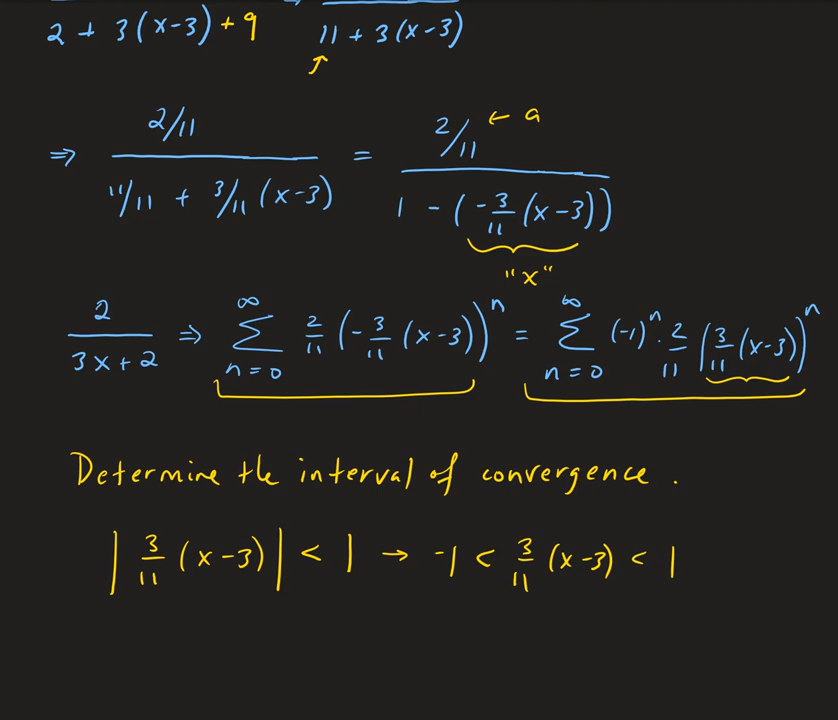 2 + 3(x-3) + 9 → 11 + 3(x-3)
↑
⇒ (2/11)/(11/11 + 3/11 (x-3)) = (2/11)/(1 - (-3/11 (x-3))) ← a
"x"
2/(3x+2) ⇒ ∑_{n=0}^{∞} 2/11 (-3/11 (x-3))^n = ∑_{n=0}^{∞} (-1)^n · 2/11 (3/11 (x-3))^n
Determine the interval of convergence.
|3/11 (x-3)| < 1 → -1 < 3/11 (x-3) < 1